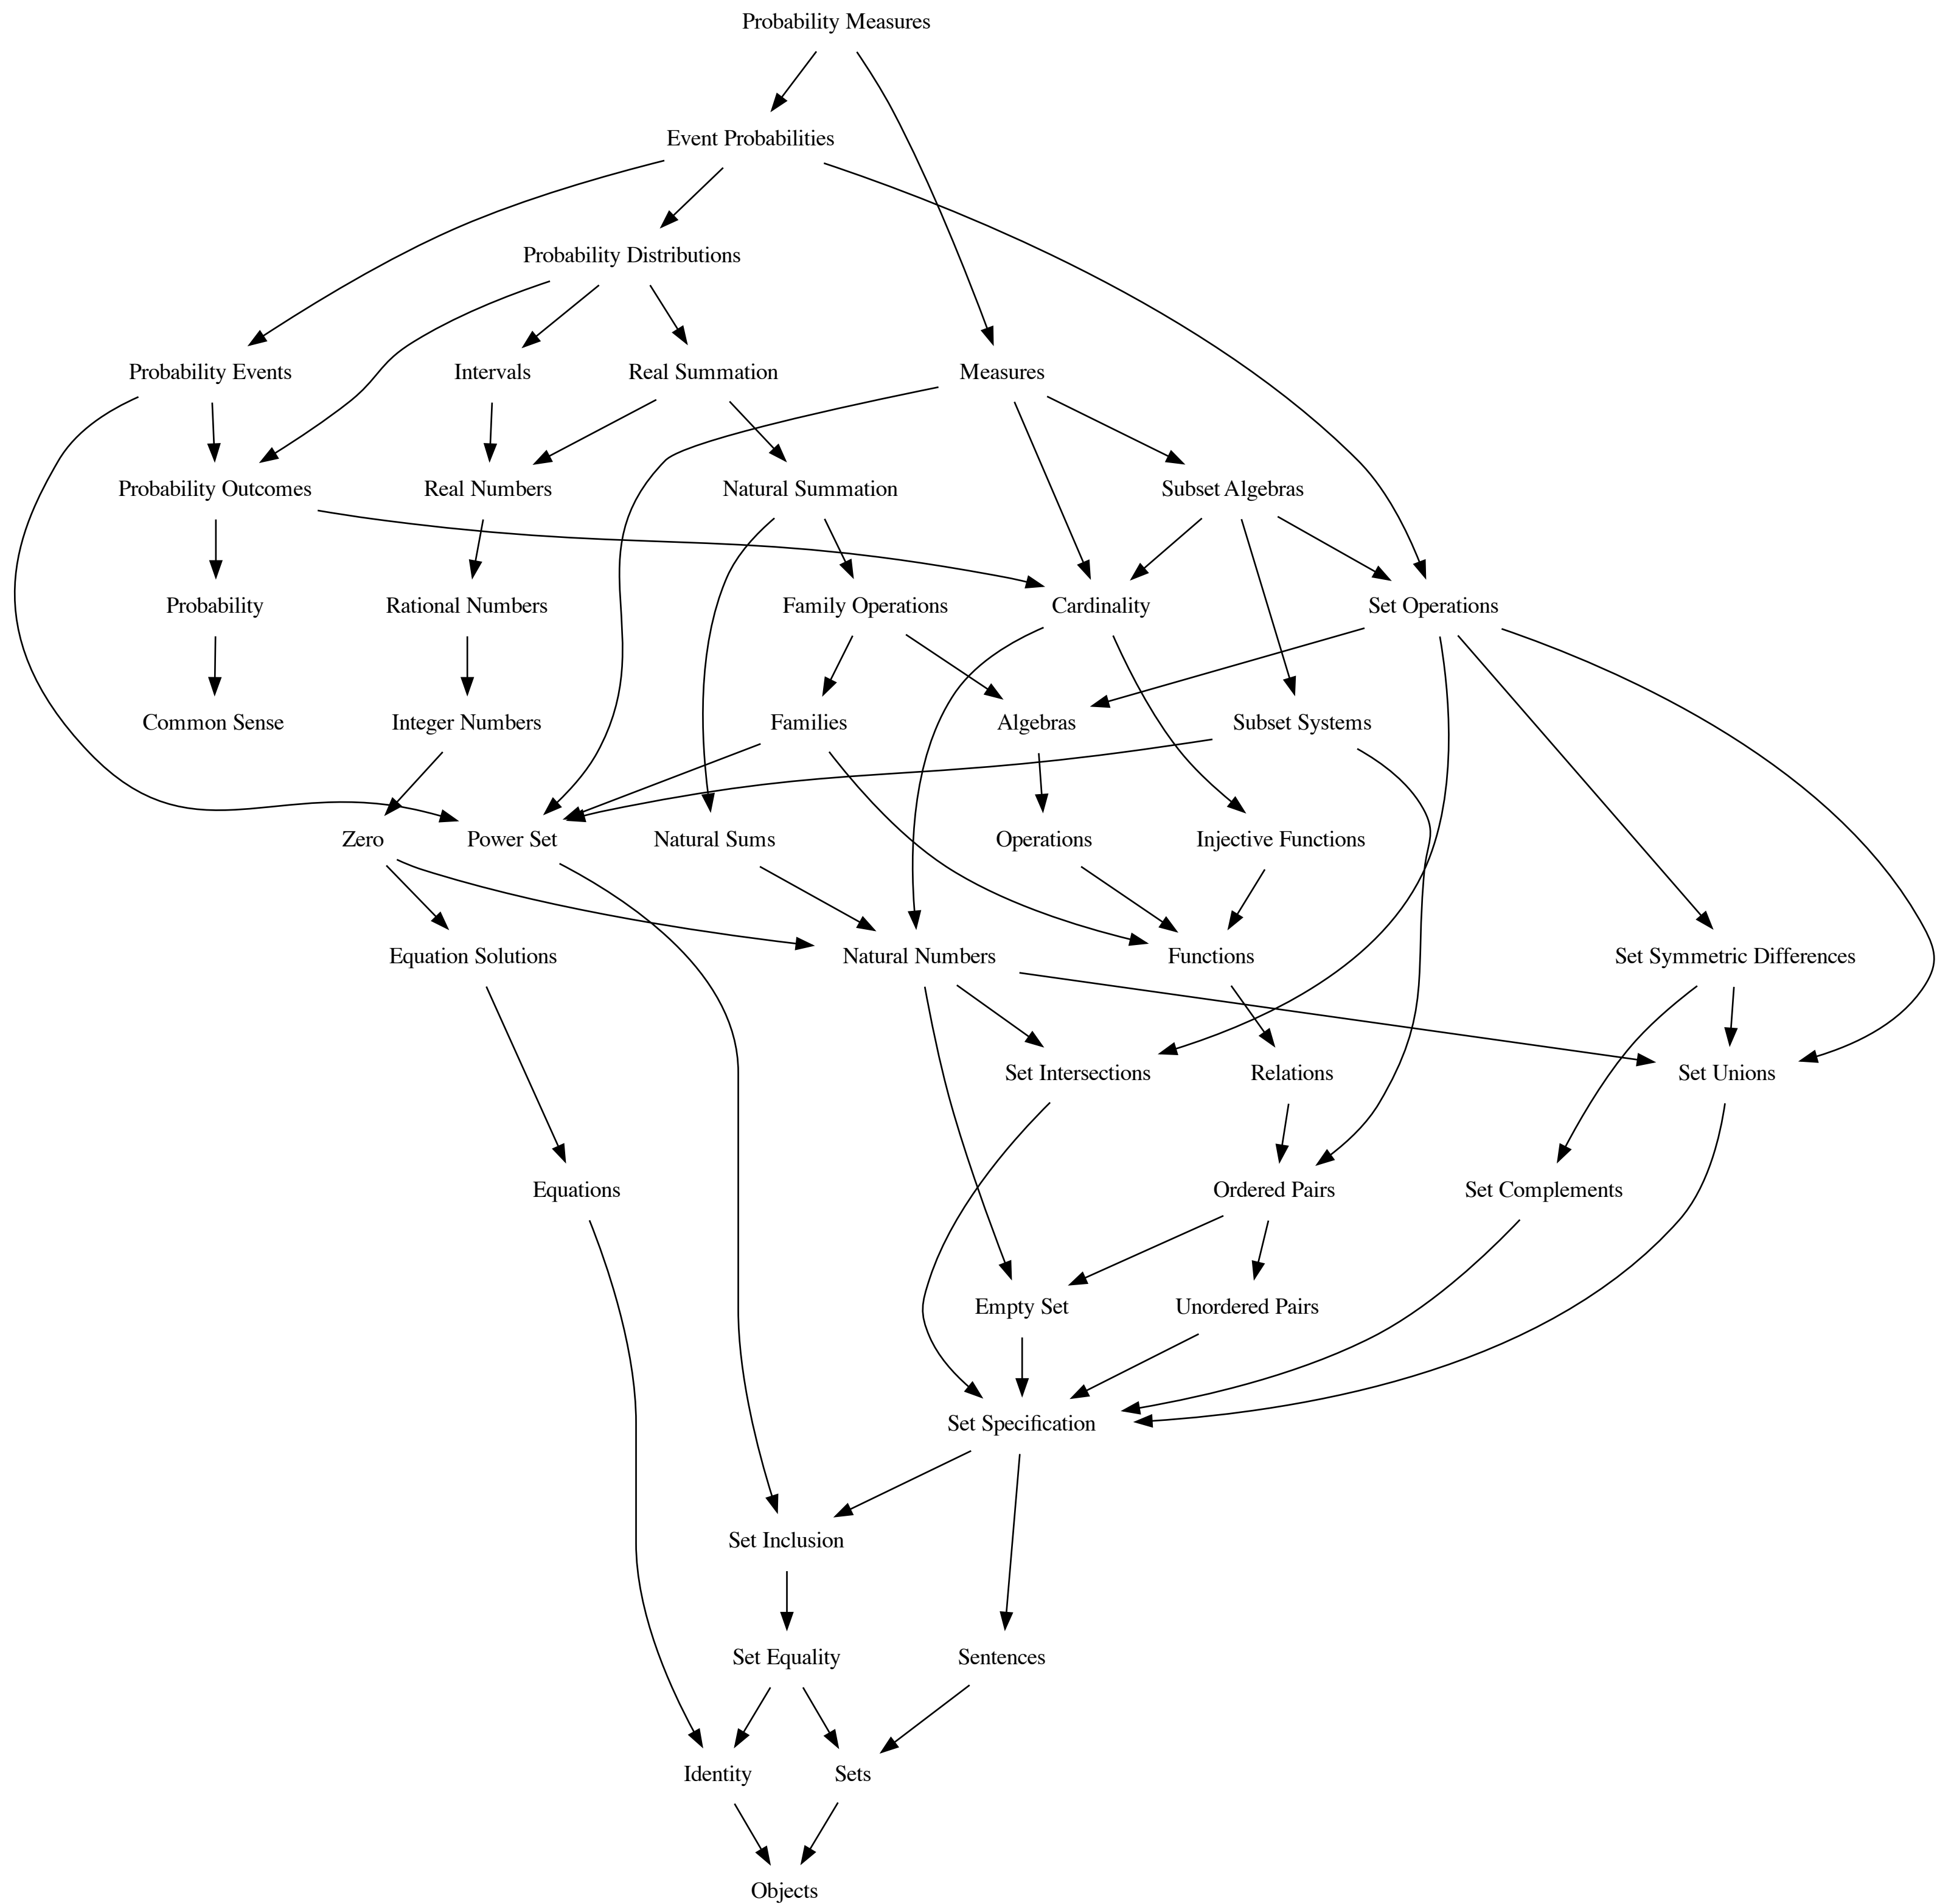 Probability Measures
Event Probabilities
Probability Distributions
Probability Events
Intervals
Real Summation
Measures
Probability Outcomes
Real Numbers
Natural Summation
Subset Algebras
Probability
Rational Numbers
Family Operations
Cardinality
Set Operations
Common Sense
Integer Numbers
Families
Algebras
Subset Systems
Zero
Power Set
Natural Sums
Operations
Injective Functions
Equation Solutions
Natural Numbers
Functions
Set Symmetric Differences
Set Intersections
Relations
Set Unions
Equations
Ordered Pairs
Set Complements
Empty Set
Unordered Pairs
Set Specification
Set Inclusion
Set Equality
Sentences
Identity
Sets
Objects